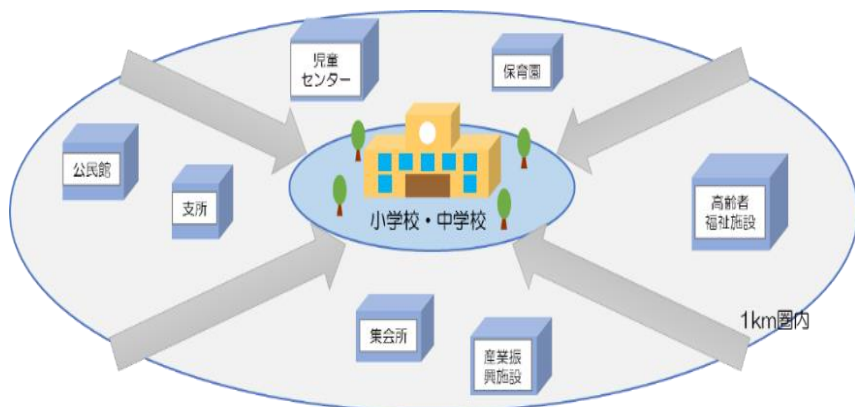 児童
センター
保育園
公民館
支所
高齢者
福祉施設
小学校・中学校
1km圏内
集会所
産業振
興施設